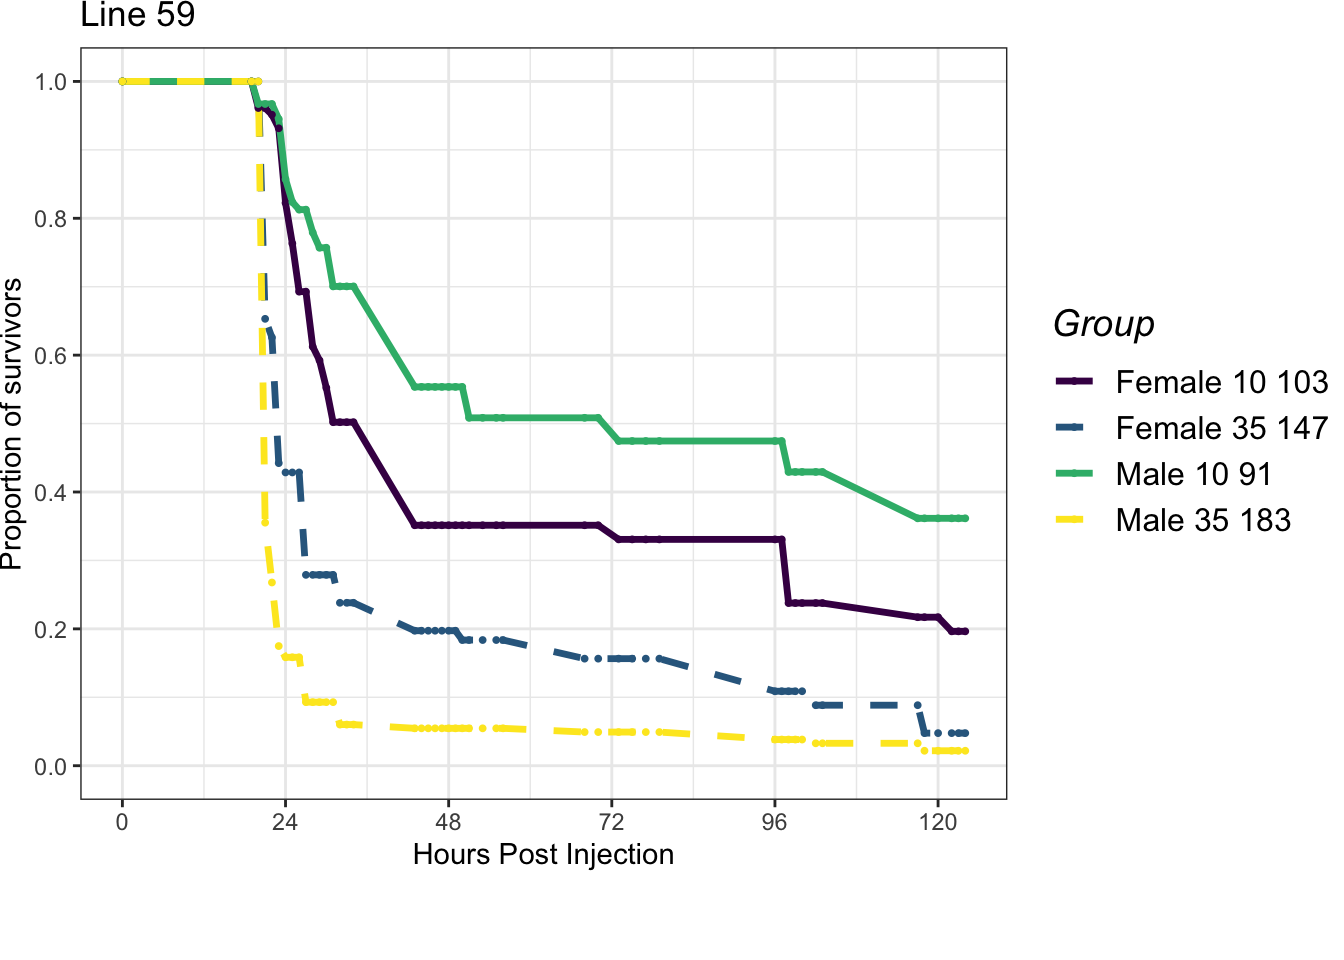 Line 59
Proportion of survivors
1.0
0.8
0.6
0.4
0.2
0.0
0 24 48 72 96 120
Hours Post Injection
Group
Female 10 103
Female 35 147
Male 10 91
Male 35 183